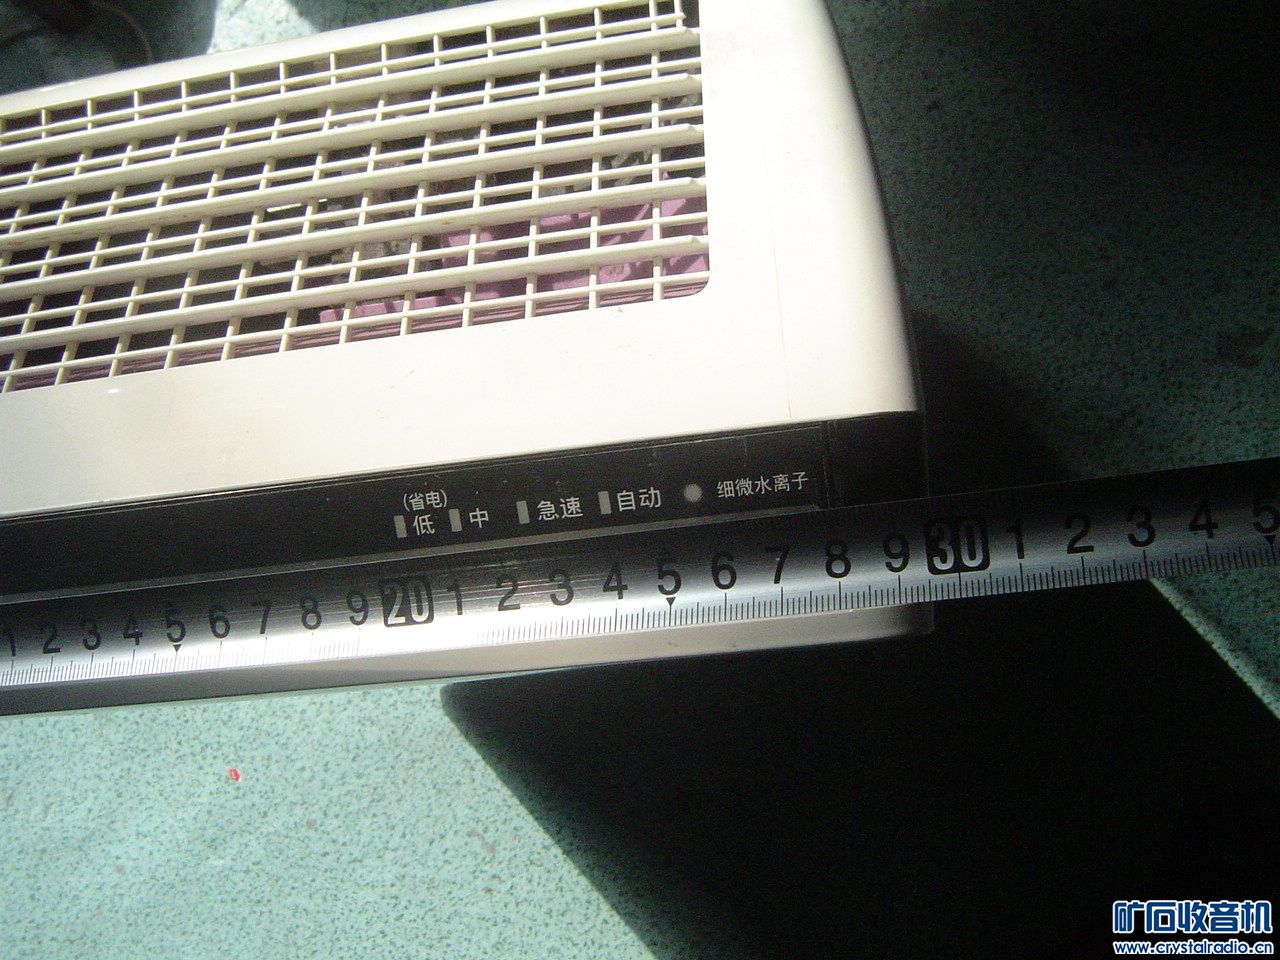 (省电)
低 中 急速 自动 细微水离子
1 2 3 4 5 6 7 8 9 20 1 2 3 4 5 6 7 8 9 30 1 2 3 4 5
矿石收音机
www.crystalradio.cn